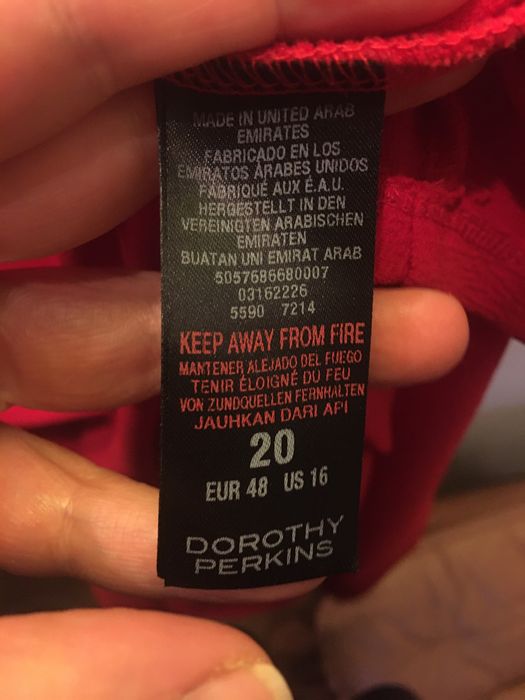 MADE IN UNITED ARAB
EMIRATES
FABRICADO EN LOS
EMIRATOS ÁRABES UNIDOS
FABRIQUÉ AUX É.A.U.
HERGESTELLT IN DEN
VEREINIGTEN ARABISCHEN
EMIRATEN
BUATAN UNI EMIRAT ARAB
5057686680007
03162226
5590 7214
KEEP AWAY FROM FIRE
MANTENER ALEJADO DEL FUEGO
TENIR ÉLOIGNÉ DU FEU
VON ZUNDQUELLEN FERNHALTEN
JAUHKAN DARI API
20
EUR 48 US 16
DOROTHY
PERKINS